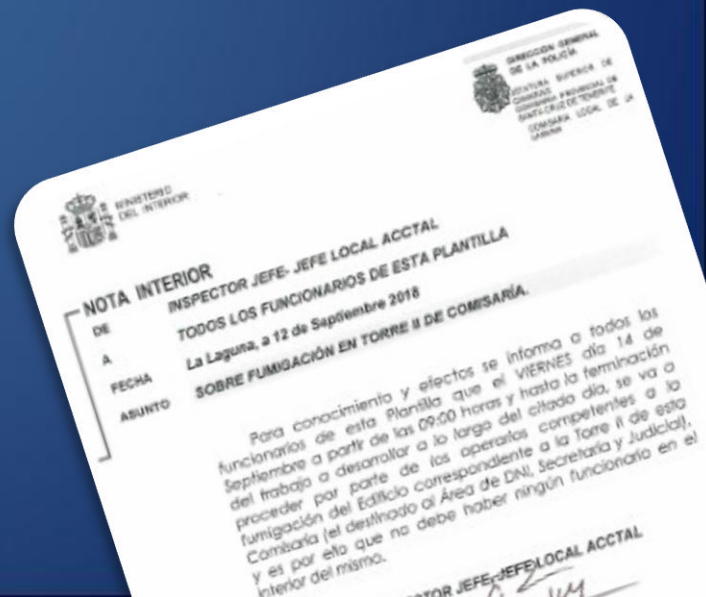 MINISTERIO
DEL INTERIOR
DIRECCION GENERAL
DE LA POLICÍA
JEFATURA SUPERIOR DE
CANARIAS
COMISARIA PROVINCIAL DE
SANTA CRUZ DE TENERIFE
COMISARIA LOCAL DE LA
LAGUNA
NOTA INTERIOR
DE INSPECTOR JEFE- JEFE LOCAL ACCTAL
A TODOS LOS FUNCIONARIOS DE ESTA PLANTILLA
FECHA La Laguna, a 12 de Septiembre 2018
ASUNTO SOBRE FUMIGACIÓN EN TORRE II DE COMISARÍA.
Para conocimiento y efectos se informa a todos los
funcionarios de esta Plantilla que el VIERNES día 14 de
Septiembre a partir de las 09:00 horas y hasta la terminación
del trabajo a desarrollar a lo largo del citado día, se va a
proceder por parte de los operarios competentes a la
fumigación del Edificio correspondiente a la Torre II de esta
Comisaría (el destinado al Área de DNI, Secretaría y Judicial),
y es por ello que no debe haber ningún funcionario en el
interior del mismo.
INSPECTOR JEFE-JEFE LOCAL ACCTAL